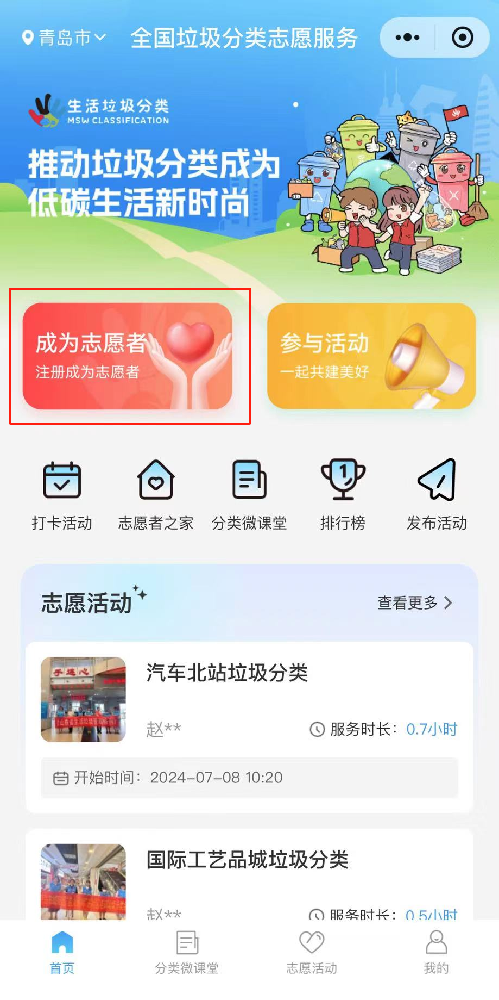 青岛市
全国垃圾分类志愿服务
生活垃圾分类
MSW CLASSIFICATION
推动垃圾分类成为
低碳生活新时尚
成为志愿者
注册成为志愿者
参与活动
一起共建美好
打卡活动
志愿者之家
分类微课堂
1
排行榜
发布活动
志愿活动
查看更多
手连心
汽车北站垃圾分类
赵**
服务时长：0.7小时
开始时间：2024-07-08 10:20
国际工艺品城垃圾分类
赵**
服务时长：0.5小时
首页
分类微课堂
志愿活动
我的